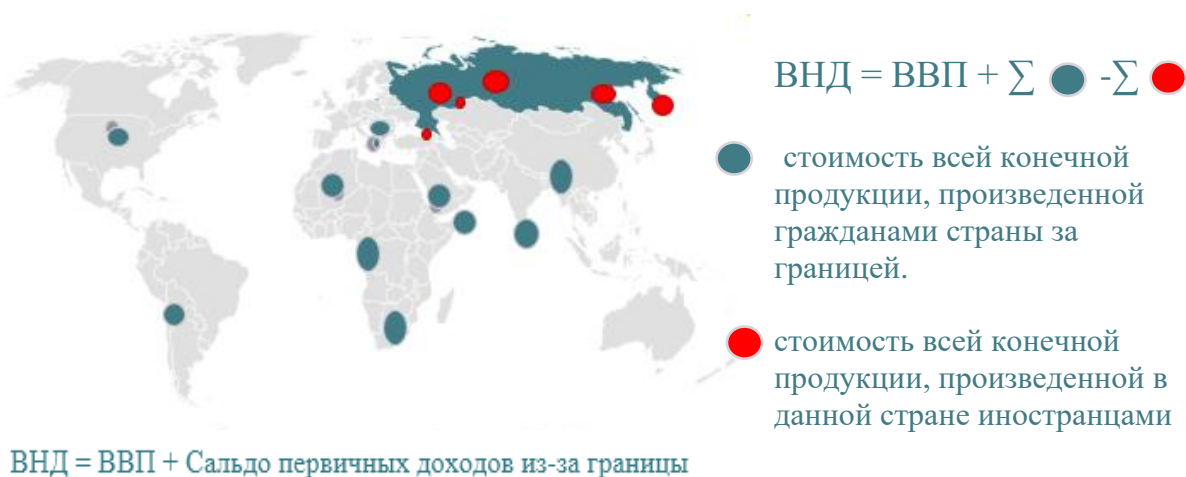 ВНД = ВВП + ∑ -∑
стоимость всей конечной
продукции, произведенной
гражданами страны за
границей.
стоимость всей конечной
продукции, произведенной в
данной стране иностранцами
ВНД = ВВП + Сальдо первичных доходов из-за границы